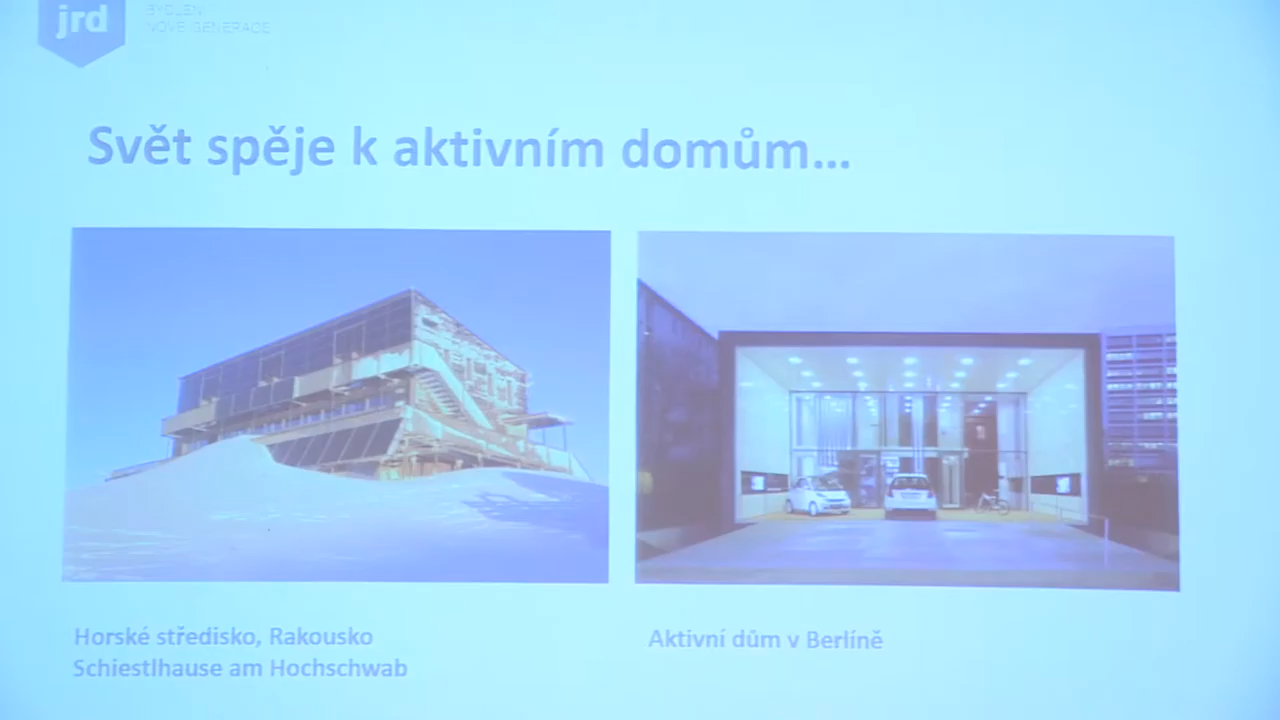 jrd
BYDLENÍ
NOVÉ GENERACE
Svět spěje k aktivním domům...
Horské středisko, Rakousko
Schiestlhause am Hochschwab
Aktivní dům v Berlíně